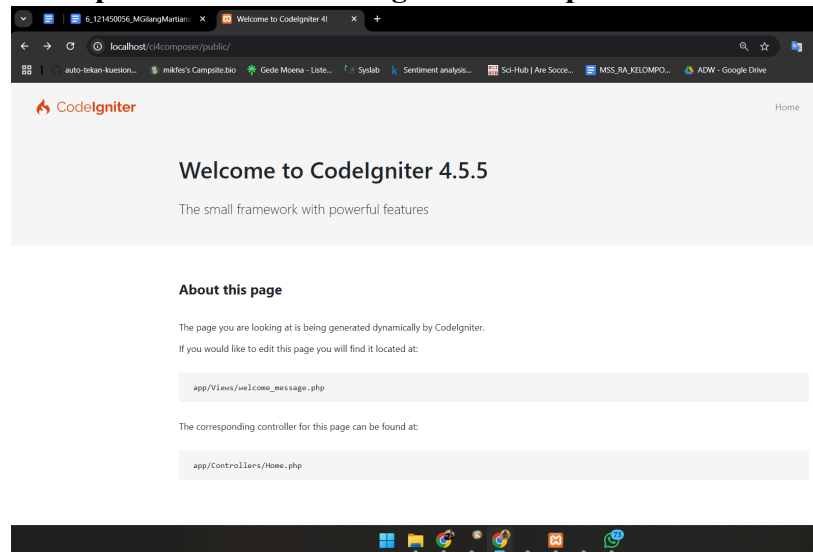 6_121450056_MGilangMartians
Welcome to CodeIgniter 4!
localhost/ci4composer/public/
auto-tekan-kuesion...
mikfes's Campsite.bio
Gede Moena - Liste...
Syslab
Sentiment analysis...
Sci-Hub | Are Socce...
MSS_RA_KELOMPO...
ADW - Google Drive
CodeIgniter
Home
Welcome to CodeIgniter 4.5.5
The small framework with powerful features
About this page
The page you are looking at is being generated dynamically by CodeIgniter.
If you would like to edit this page you will find it located at:
app/Views/welcome_message.php
The corresponding controller for this page can be found at:
app/Controllers/Home.php
73